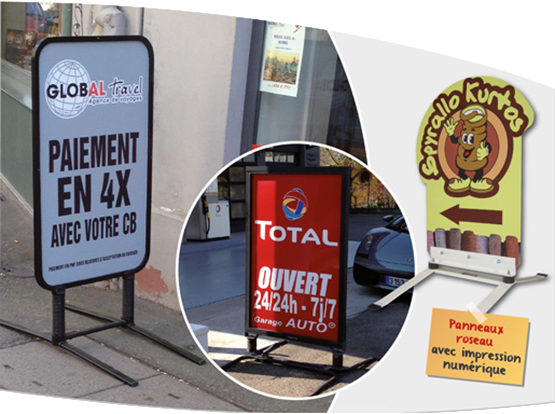 GLOBAL travel
Agence de voyages
PAIEMENT
EN 4X
AVEC VOTRE CB
TOTAL
OUVERT
24/24h - 7j/7
Garage AUTO
Spyrallo Kurtos
Panneaux
roseau
avec impression
numérique